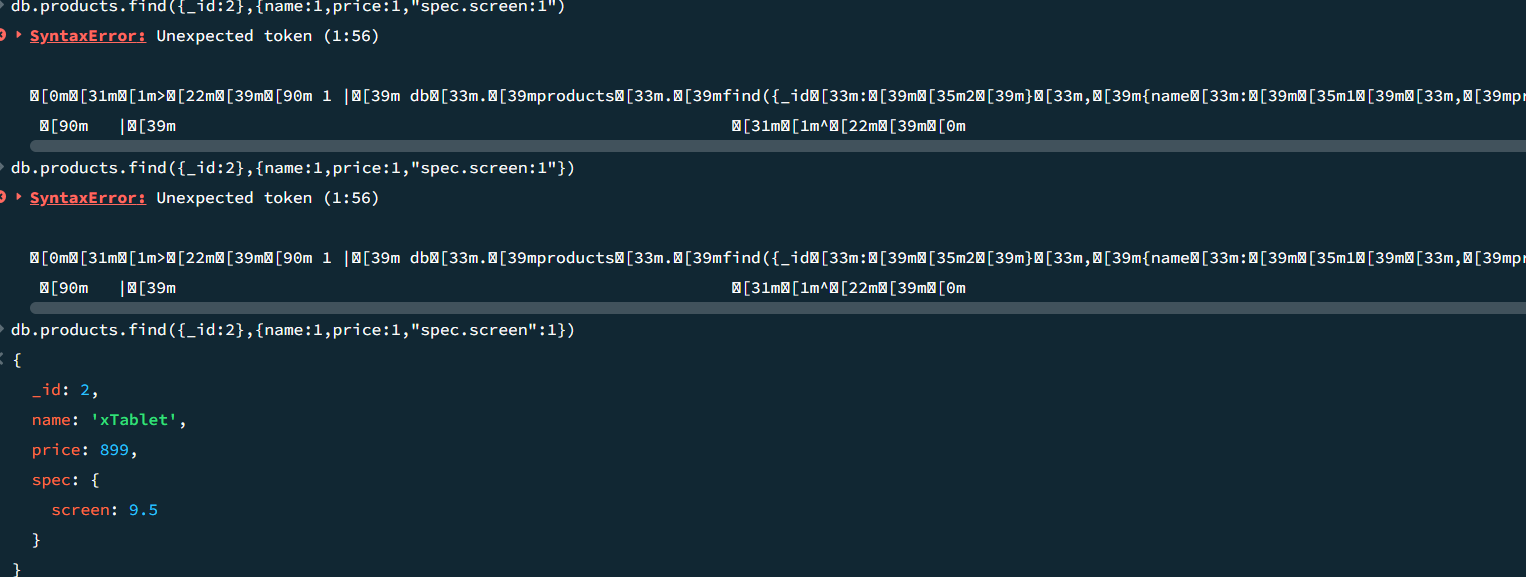 db.products.find({_id:2},{name:1,price:1,"spec.screen:1")
SyntaxError: Unexpected token (1:56)
[0m[31m[1m>[22m[39m[90m 1 |[39m db[33m.[39mproducts[33m.[39mfind({_id[33m:[39m[35m2[39m}[33m,[39m{name[33m:[39m[35m1[39m[33m,[39mpr
[90m   |[39m                                                         [31m[1m^[22m[39m[0m
db.products.find({_id:2},{name:1,price:1,"spec.screen:1"})
SyntaxError: Unexpected token (1:56)
[0m[31m[1m>[22m[39m[90m 1 |[39m db[33m.[39mproducts[33m.[39mfind({_id[33m:[39m[35m2[39m}[33m,[39m{name[33m:[39m[35m1[39m[33m,[39mpr
[90m   |[39m                                                         [31m[1m^[22m[39m[0m
db.products.find({_id:2},{name:1,price:1,"spec.screen":1})
{
  _id: 2,
  name: 'xTablet',
  price: 899,
  spec: {
    screen: 9.5
  }
}